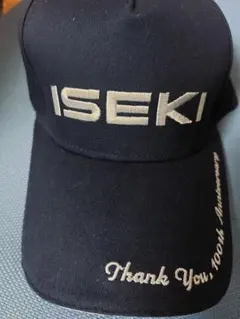 ISEKI
Thank You, 100th Anniversary